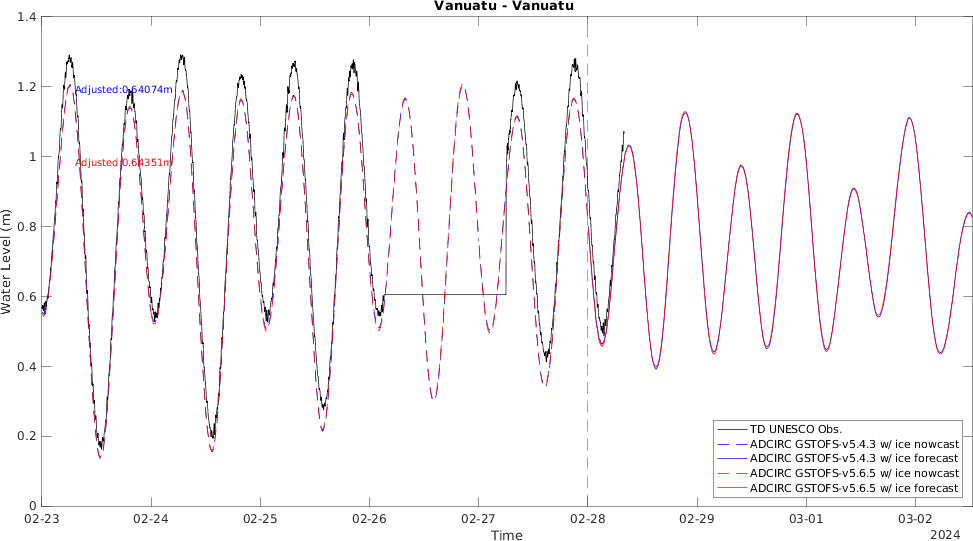 Vanuatu - Vanuatu
1.4
1.2
1
0.8
0.6
0.4
0.2
0
Water Level (m)
Adjusted:0.64074m
Adjusted:0.64351m
TD UNESCO Obs.
ADCIRC GSTOFS-v5.4.3 w/ ice nowcast
ADCIRC GSTOFS-v5.4.3 w/ ice forecast
ADCIRC GSTOFS-v5.6.5 w/ ice nowcast
ADCIRC GSTOFS-v5.6.5 w/ ice forecast
02-23 02-24 02-25 02-26 02-27 02-28 02-29 03-01 03-02
Time
2024